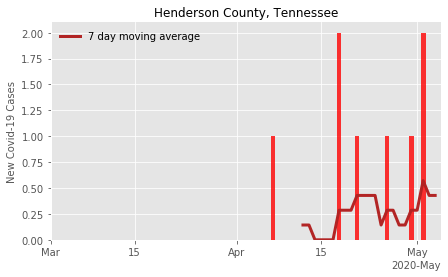 Henderson County, Tennessee
7 day moving average
New Covid-19 Cases
2.00
1.75
1.50
1.25
1.00
0.75
0.50
0.25
0.00
Mar 15 Apr 15 May
2020-May